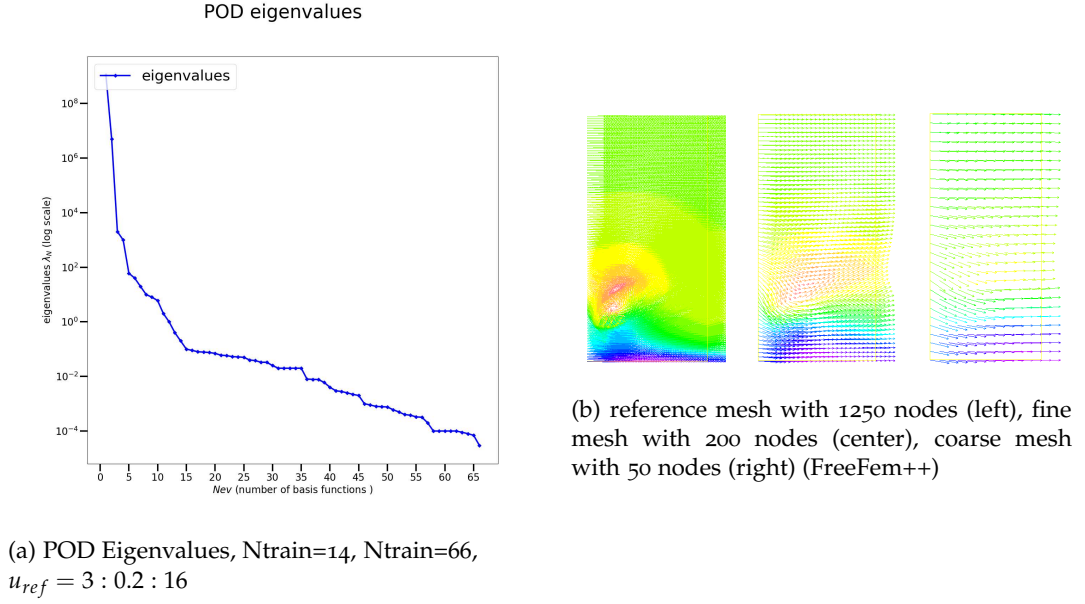 POD eigenvalues
eigenvalues
10^8
10^6
10^4
10^2
10^0
10^−2
10^−4
eigenvalues λ_N (log scale)
0 5 10 15 20 25 30 35 40 45 50 55 60 65
Nev (number of basis functions )
(a) POD Eigenvalues, Ntrain=14, Ntrain=66,
u_ref = 3 : 0.2 : 16
(b) reference mesh with 1250 nodes (left), fine
mesh with 200 nodes (center), coarse mesh
with 50 nodes (right) (FreeFem++)